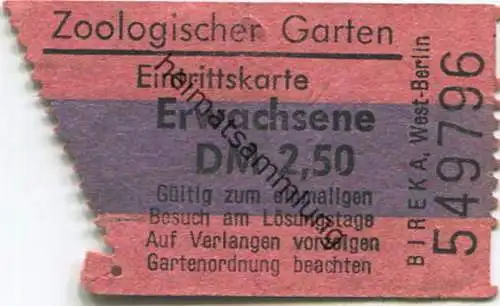 Zoologischer Garten
Eintrittskarte
Erwachsene
DM 2,50
Gültig zum einmaligen
Besuch am Lösungstage
Auf Verlangen vorzeigen
Gartenordnung beachten
BIREKA, West-Berlin
549796
heimatsammlung